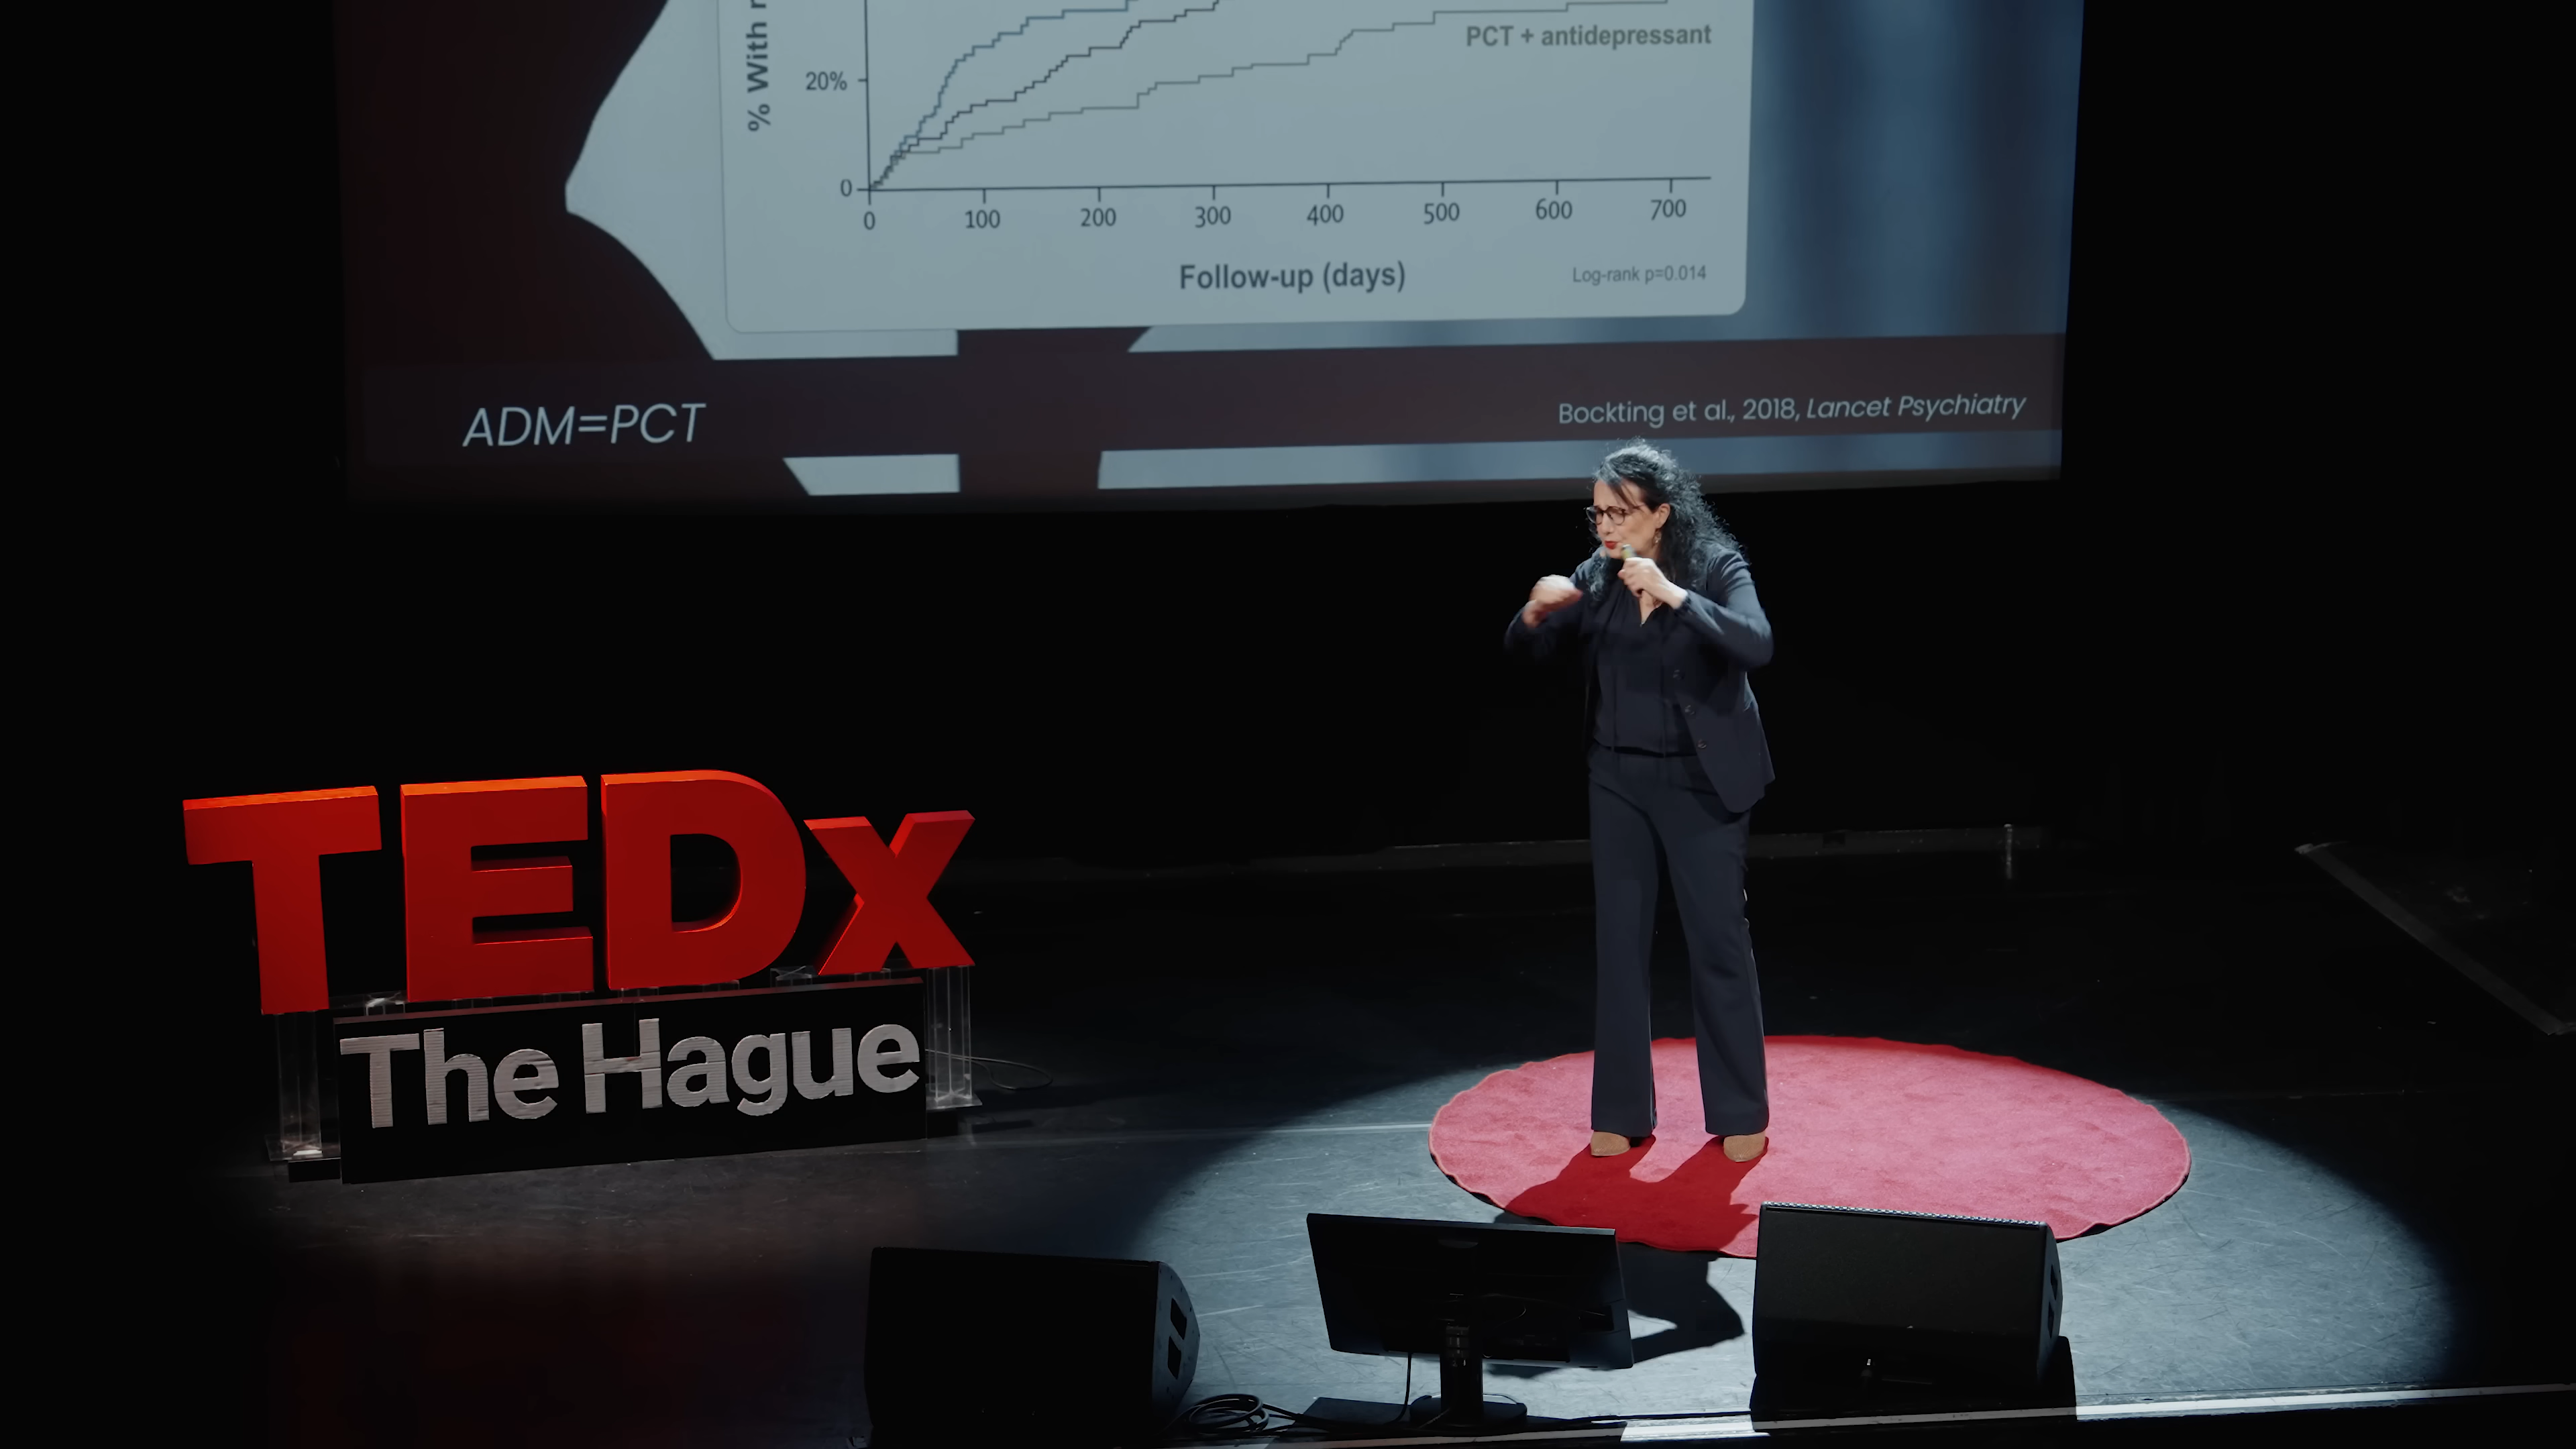 % With
PCT + antidepressant
20%
0
0 100 200 300 400 500 600 700
Follow-up (days)
Log-rank p=0.014
ADM=PCT
Bockting et al., 2018, Lancet Psychiatry
TEDx
The Hague